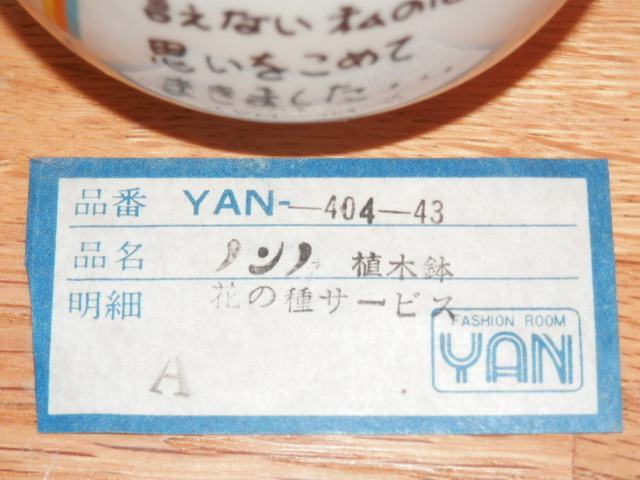 言えない私の
思いをこめて
まきました・・・
品番 YAN-—404—43
品名 ノンノ 植木鉢
明細 花の種サービス
FASHION ROOM
YAN
A